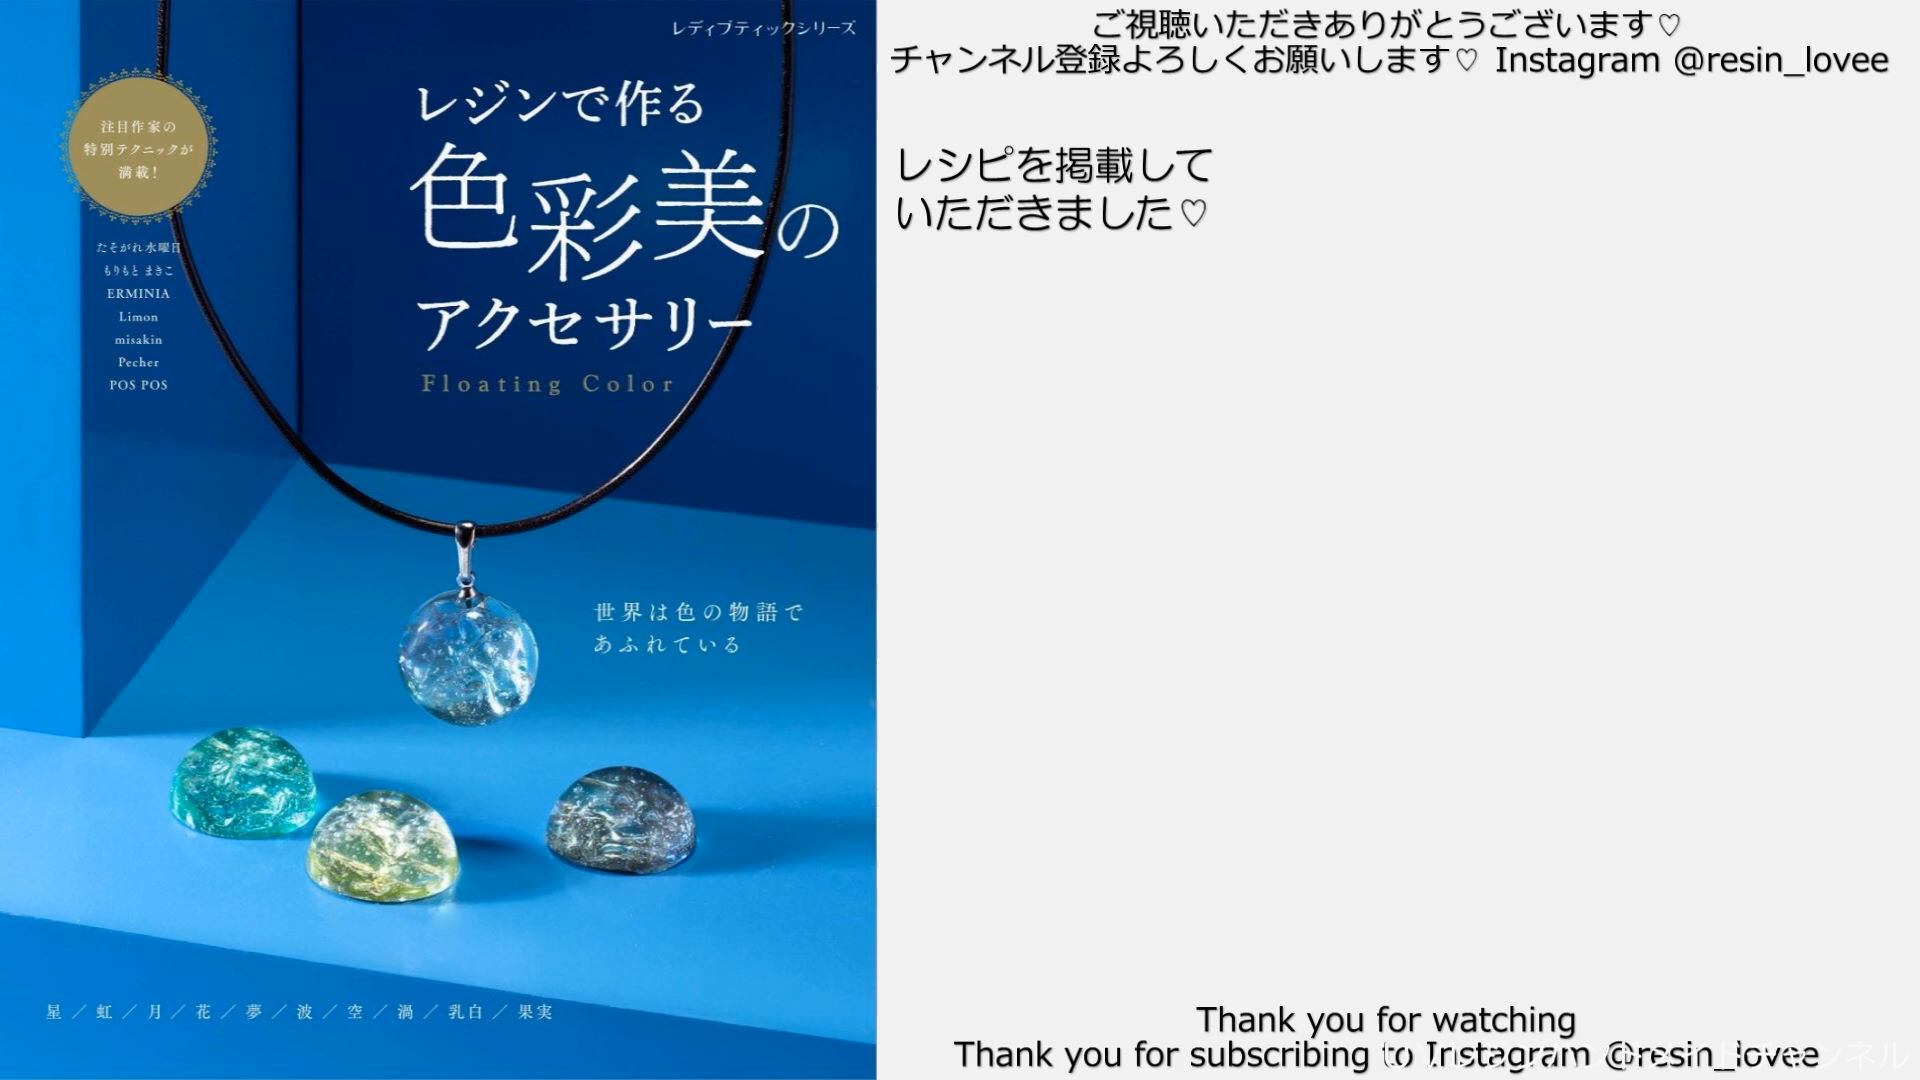 レディブティックシリーズ
注目作家の
特別テクニックが
満載!
レジンで作る
色彩美の
アクセサリー
Floating Color
たそがれ水曜日
もりもと まきこ
ERMINIA
Limon
misakin
Pecher
POS POS
世界は色の物語で
あふれている
星/虹/月/花/夢/波/空/渦/乳白/果実
ご視聴いただきありがとうございます♡
チャンネル登録よろしくお願いします♡ Instagram @resin_lovee
レシピを掲載して
いただきました♡
Thank you for watching
Thank you for subscribing to Instagram @resin_lovee